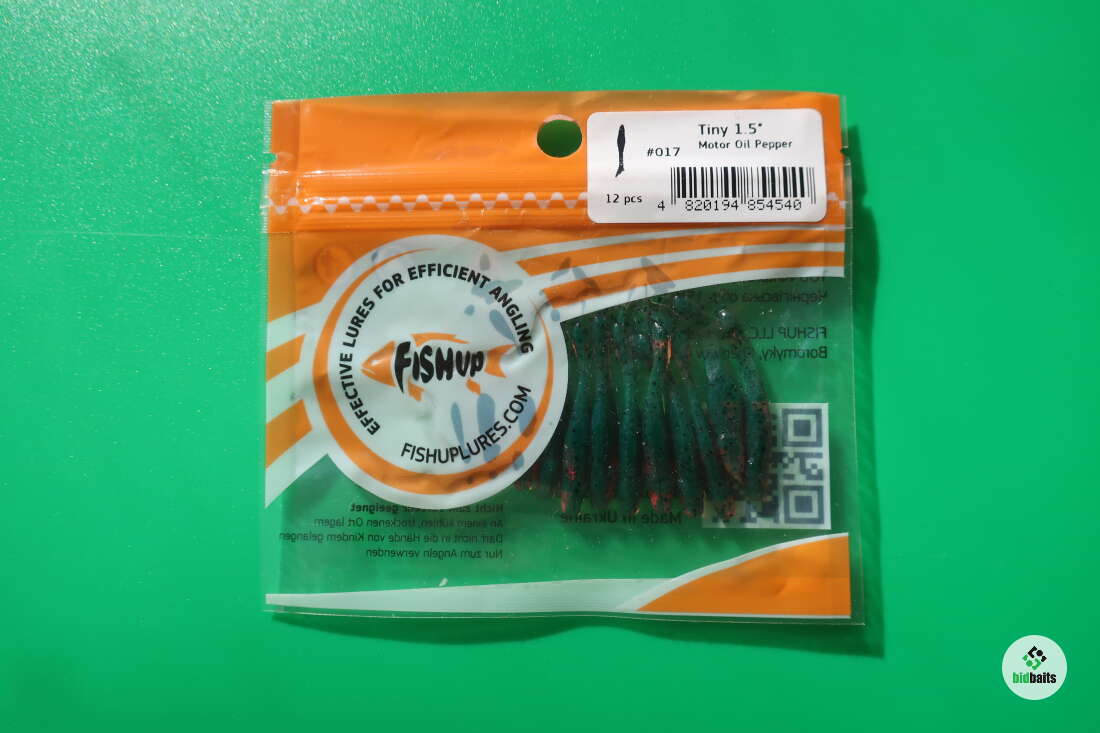 Tiny 1.5"
#017 Motor Oil Pepper
12 pcs
4 820194 854540
EFFECTIVE LURES FOR EFFICIENT ANGLING
FISHUP
FISHUPLURES.COM
FISHUP LLC
Made in Ukraine
geeignet
An einem kühlen, trockenen Ort lagern
Darf nicht in die Hände von Kindern gelangen
Nur zum Angeln verwenden
bidbaits